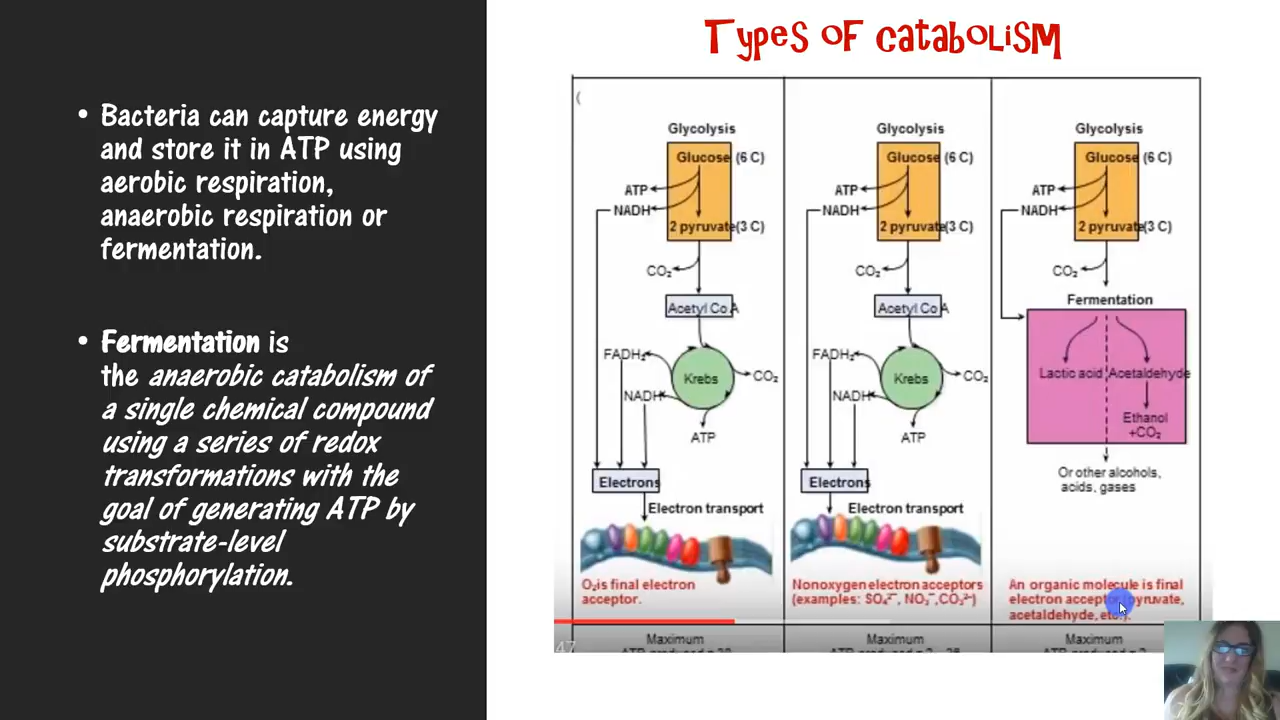 Types of Catabolism
• Bacteria can capture energy
and store it in ATP using
aerobic respiration,
anaerobic respiration or
fermentation.
• Fermentation is
the anaerobic catabolism of
a single chemical compound
using a series of redox
transformations with the
goal of generating ATP by
substrate-level
phosphorylation.
(
Glycolysis
Glucose (6 C)
ATP
NADH
2 pyruvate(3 C)
CO₂
Acetyl Co A
FADH₂
Krebs
CO₂
NADH
ATP
Electrons
Electron transport
O₂is final electron
acceptor.
Maximum
Glycolysis
Glucose (6 C)
ATP
NADH
2 pyruvate(3 C)
CO₂
Acetyl Co A
FADH₂
Krebs
CO₂
NADH
ATP
Electrons
Electron transport
Nonoxygen electron acceptors
(examples: SO₄²⁻, NO₃⁻,CO₃²⁻)
Maximum
Glycolysis
Glucose (6 C)
ATP
NADH
2 pyruvate(3 C)
CO₂
Fermentation
Lactic acid Acetaldehyde
Ethanol
+CO₂
Or other alcohols,
acids, gases
An organic molecule is final
electron acceptor (pyruvate,
acetaldehyde, etc.).
Maximum
47